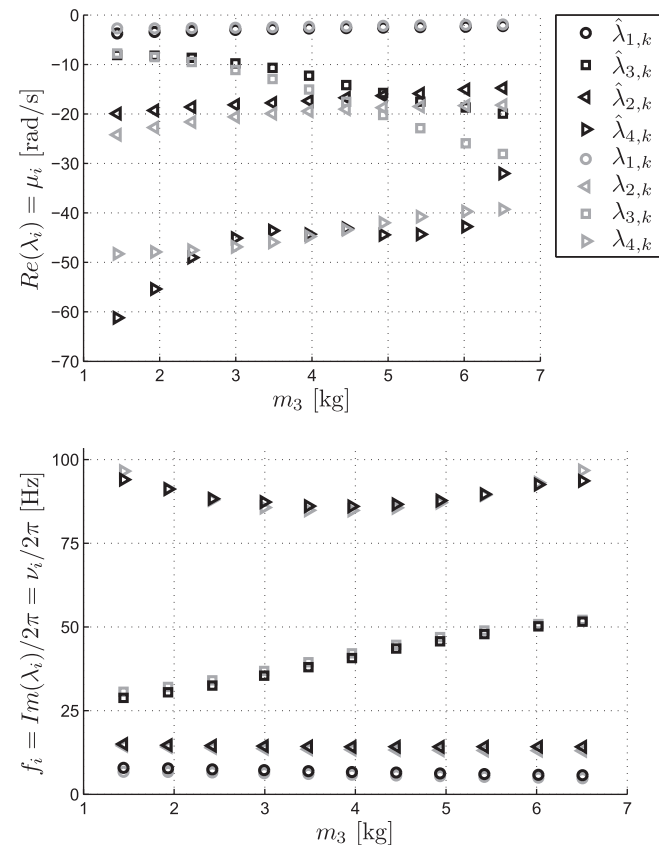 0
−10
−20
−30
−40
−50
−60
−70
Re(λᵢ) = μᵢ [rad/s]
1 2 3 4 5 6 7
m₃ [kg]
λ̂₁,ₖ
λ̂₃,ₖ
λ̂₂,ₖ
λ̂₄,ₖ
λ₁,ₖ
λ₂,ₖ
λ₃,ₖ
λ₄,ₖ
100
75
50
25
0
fᵢ = Im(λᵢ)/2π = νᵢ/2π [Hz]
1 2 3 4 5 6 7
m₃ [kg]